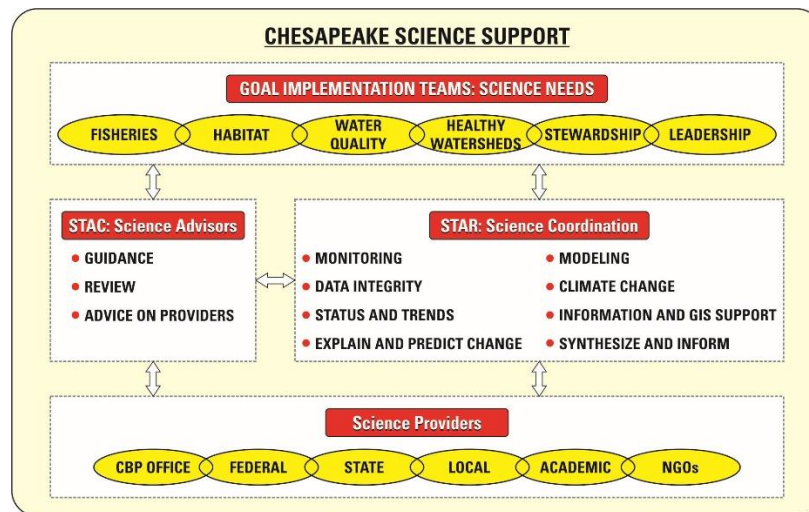 CHESAPEAKE SCIENCE SUPPORT
GOAL IMPLEMENTATION TEAMS: SCIENCE NEEDS
FISHERIES
HABITAT
WATER
QUALITY
HEALTHY
WATERSHEDS
STEWARDSHIP
LEADERSHIP
STAC: Science Advisors
GUIDANCE
REVIEW
ADVICE ON PROVIDERS
STAR: Science Coordination
MONITORING
DATA INTEGRITY
STATUS AND TRENDS
EXPLAIN AND PREDICT CHANGE
MODELING
CLIMATE CHANGE
INFORMATION AND GIS SUPPORT
SYNTHESIZE AND INFORM
Science Providers
CBP OFFICE
FEDERAL
STATE
LOCAL
ACADEMIC
NGOs